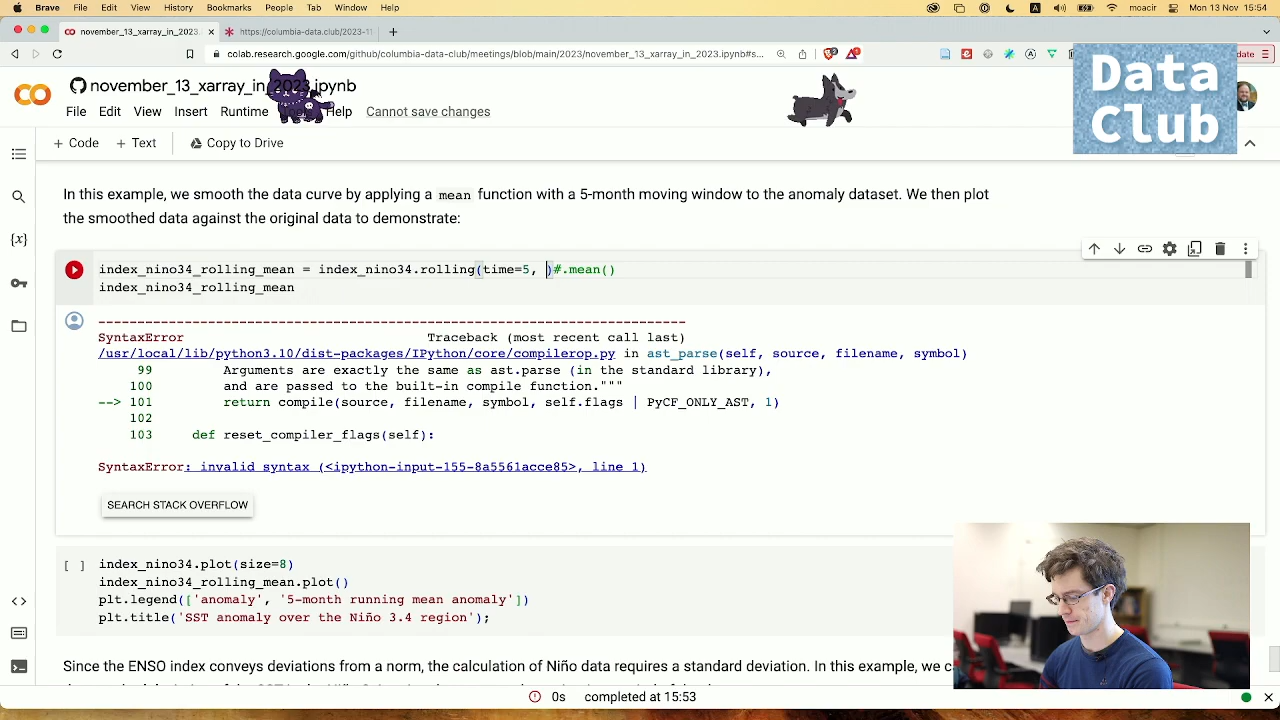 Brave File Edit View History Bookmarks People Tab Window Help
moacir Mon 13 Nov 15:54
november_13_xarray_in_2023.ip × https://columbia-data.club/2023-11 × +
colab.research.google.com/github/columbia-data-club/meetings/blob/main/2023/november_13_xarray_in_2023.ipynb#s...
Data
Club
november_13_xarray_in_2023.ipynb
File Edit View Insert Runtime Help Cannot save changes
+ Code + Text Copy to Drive
In this example, we smooth the data curve by applying a mean function with a 5-month moving window to the anomaly dataset. We then plot
the smoothed data against the original data to demonstrate:
index_nino34_rolling_mean = index_nino34.rolling(time=5, )#.mean()
index_nino34_rolling_mean
---------------------------------------------------------------------------
SyntaxError Traceback (most recent call last)
/usr/local/lib/python3.10/dist-packages/IPython/core/compilerop.py in ast_parse(self, source, filename, symbol)
99 Arguments are exactly the same as ast.parse (in the standard library),
100 and are passed to the built-in compile function."""
--> 101 return compile(source, filename, symbol, self.flags | PyCF_ONLY_AST, 1)
102
103 def reset_compiler_flags(self):
SyntaxError: invalid syntax (<ipython-input-155-8a5561acce85>, line 1)
SEARCH STACK OVERFLOW
[ ] index_nino34.plot(size=8)
index_nino34_rolling_mean.plot()
plt.legend(['anomaly', '5-month running mean anomaly'])
plt.title('SST anomaly over the Niño 3.4 region');
Since the ENSO index conveys deviations from a norm, the calculation of Niño data requires a standard deviation. In this example, we c
0s completed at 15:53